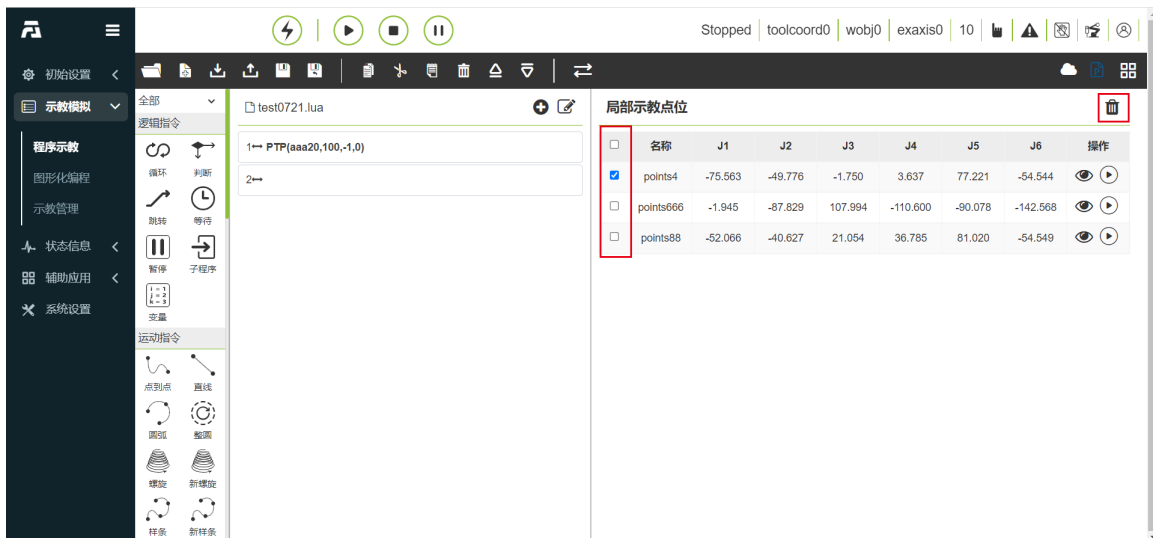 Stopped toolcoord0 wobj0 exaxis0 10
初始设置
示教模拟
程序示教
图形化编程
示教管理
状态信息
辅助应用
系统设置
全部
逻辑指令
循环 判断
跳转 等待
暂停 子程序
i = 1
j = 2
k = 3
变量
运动指令
点到点 直线
圆弧 整圆
螺旋 新螺旋
样条 新样条
test0721.lua
1 PTP(aaa20,100,-1,0)
2
局部示教点位
名称 J1 J2 J3 J4 J5 J6 操作
points4 -75.563 -49.776 -1.750 3.637 77.221 -54.544
points666 -1.945 -87.829 107.994 -110.600 -90.078 -142.568
points88 -52.066 -40.627 21.054 36.785 81.020 -54.549